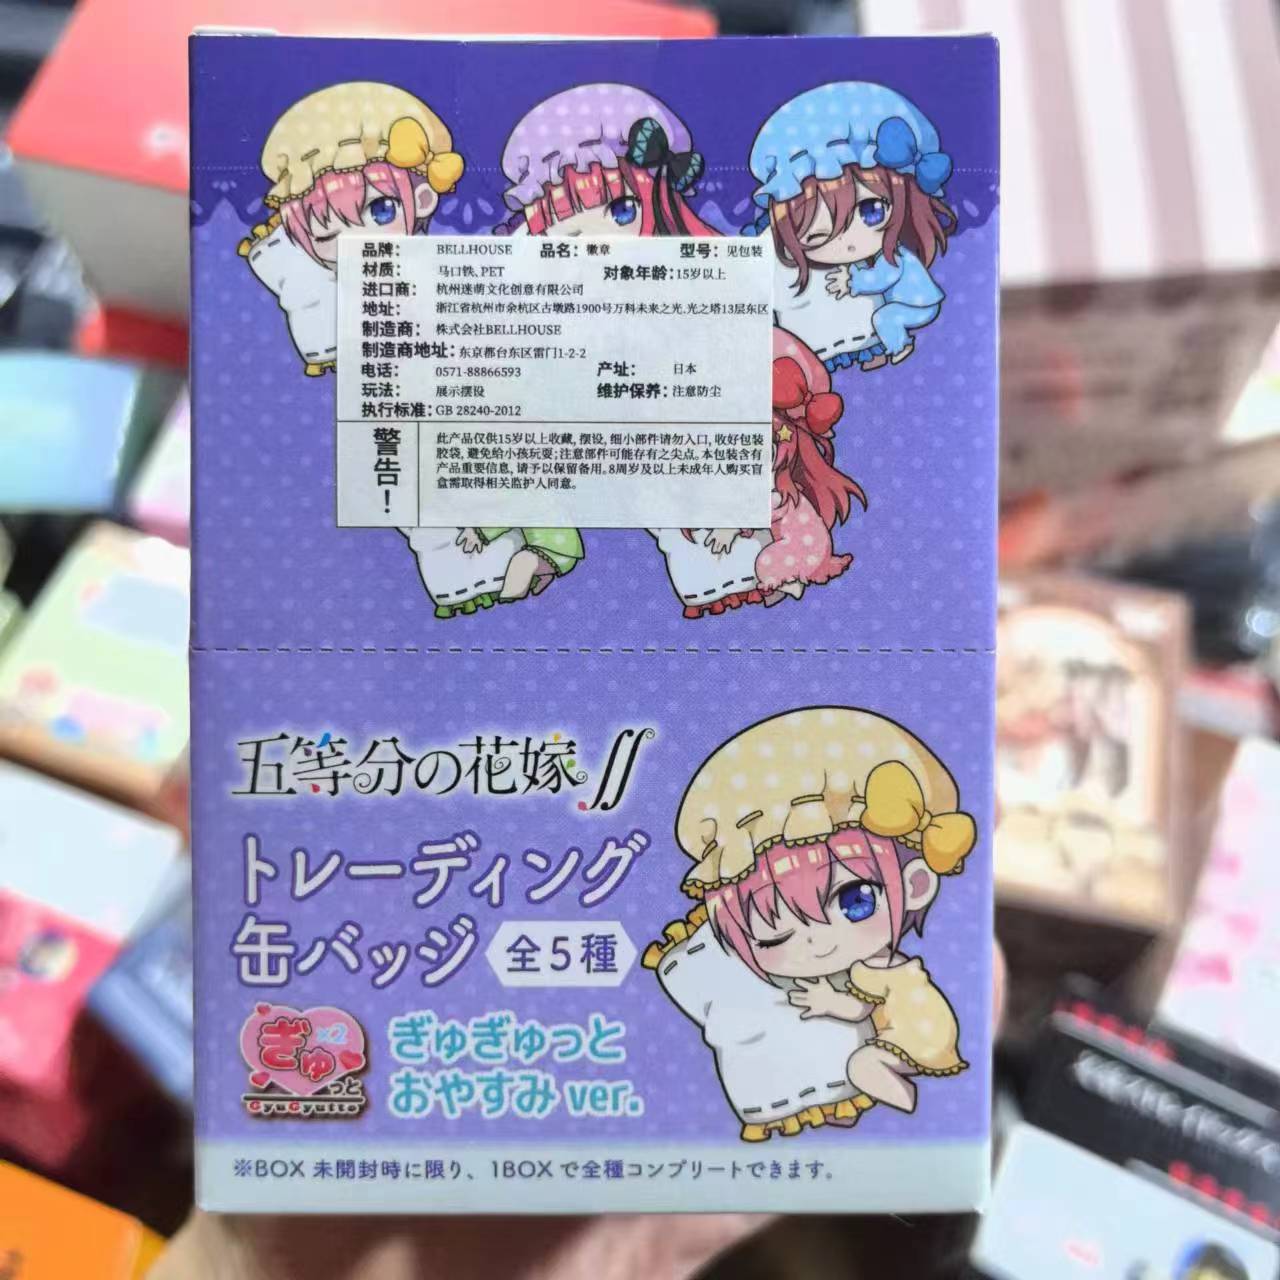 品牌： BELLHOUSE 品名：徽章 型号：见包装
材质： 马口铁、PET 对象年龄：15岁以上
进口商： 杭州迷萌文化创意有限公司
地址： 浙江省杭州市余杭区古墩路1900号万科未来之光.光之塔13层东区
制造商： 株式会社BELLHOUSE
制造商地址：东京都台东区雷门1-2-2
电话： 0571-88866593 产址： 日本
玩法： 展示摆设 维护保养：注意防尘
执行标准：GB 28240-2012
警告！
此产品仅供15岁以上收藏, 摆设, 细小部件请勿入口, 收好包装
胶袋, 避免给小孩玩耍; 注意部件可能存有之尖点. 本包装含有
产品重要信息, 请予以保留备用。8周岁及以上未成年人购买盲
盒需取得相关监护人同意。
五等分の花嫁∬
トレーディング
缶バッジ 全5種
ぎゅっと ×2
GyuGyutto
ぎゅぎゅっと
おやすみ ver.
※BOX 未開封時に限り、1BOX で全種コンプリートできます。